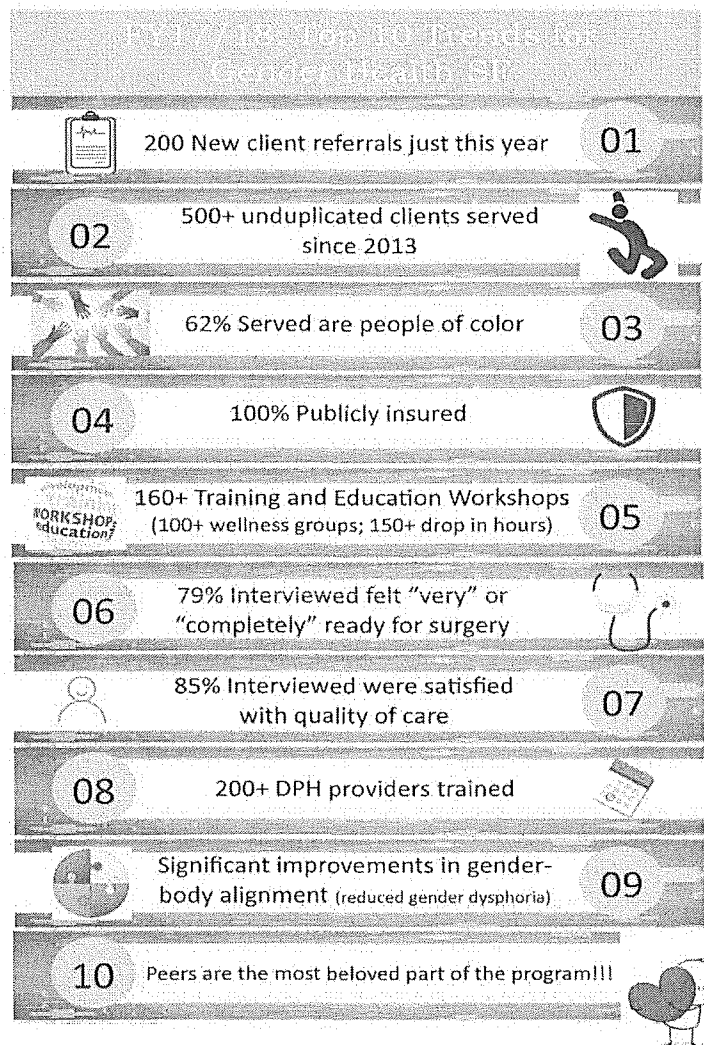 FY17/18: Top 10 Trends for
Gender Health SF
200 New client referrals just this year
01
02
500+ unduplicated clients served
since 2013
62% Served are people of color
03
04
100% Publicly insured
WORKSHOP
education
160+ Training and Education Workshops
(100+ wellness groups; 150+ drop in hours)
05
06
79% Interviewed felt “very” or
“completely” ready for surgery
85% Interviewed were satisfied
with quality of care
07
08
200+ DPH providers trained
Significant improvements in gender-
body alignment (reduced gender dysphoria)
09
10
Peers are the most beloved part of the program!!!